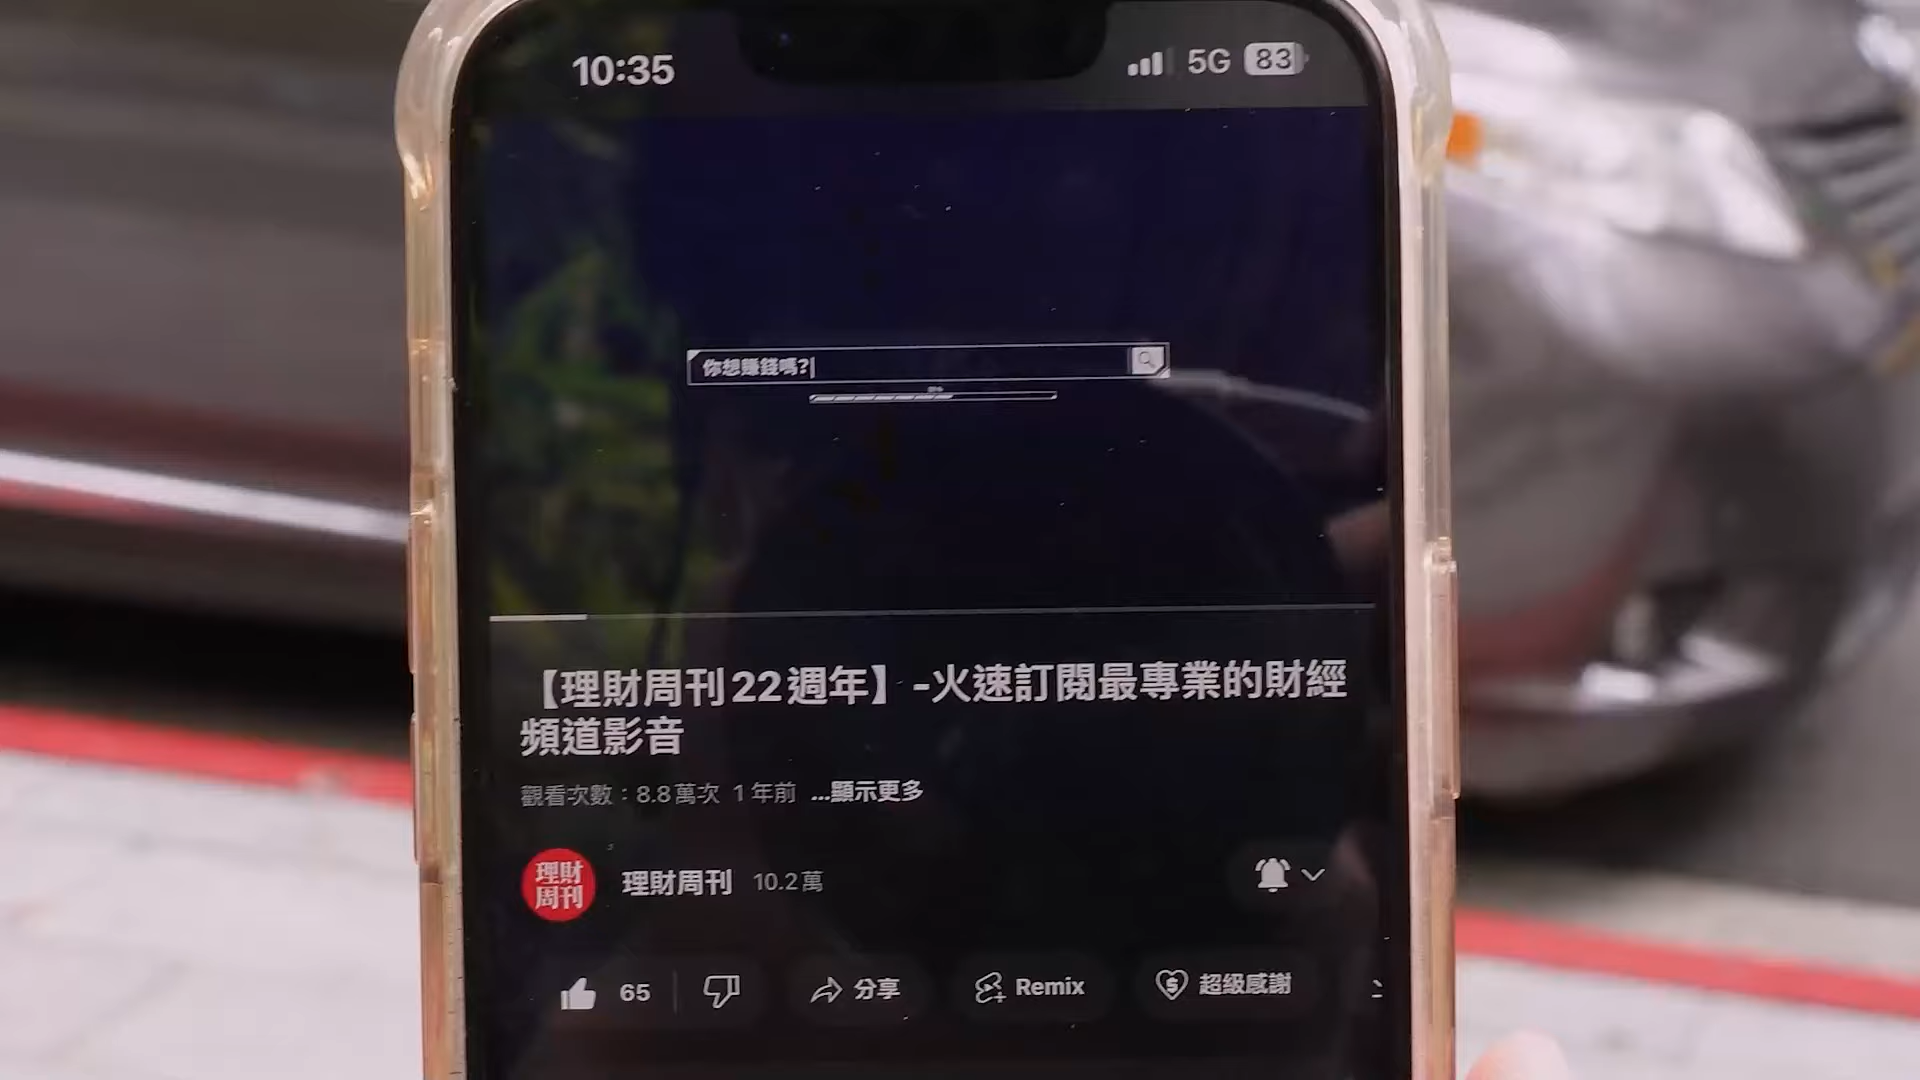 10:35
5G 83
你想賺錢嗎?
【理財周刊22週年】-火速訂閱最專業的財經
頻道影音
觀看次數：8.8萬次 1年前 ...顯示更多
理財
周刊
理財周刊 10.2萬
65 分享 Remix 超級感謝